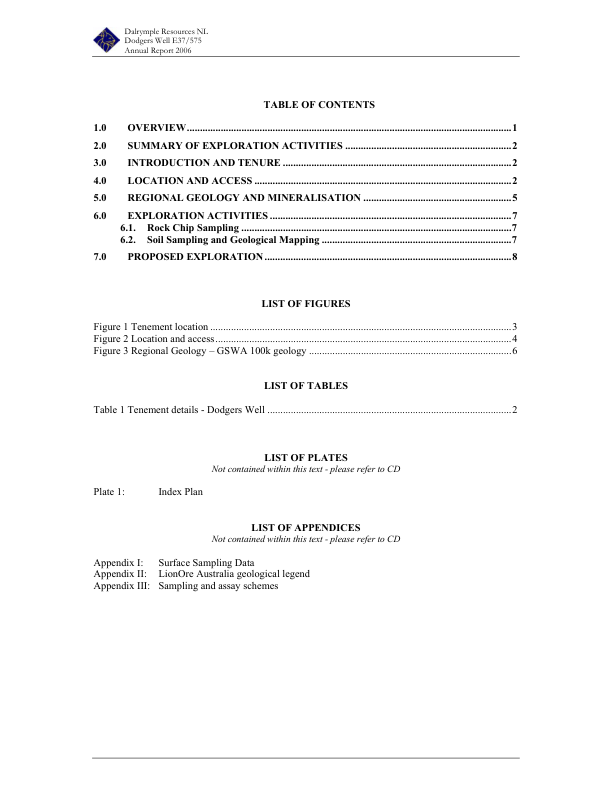 Dalrymple Resources NL
Dodgers Well E37/575
Annual Report 2006
TABLE OF CONTENTS
1.0 OVERVIEW....................1
2.0 SUMMARY OF EXPLORATION ACTIVITIES....................2
3.0 INTRODUCTION AND TENURE....................2
4.0 LOCATION AND ACCESS....................2
5.0 REGIONAL GEOLOGY AND MINERALISATION....................5
6.0 EXPLORATION ACTIVITIES....................7
6.1. Rock Chip Sampling....................7
6.2. Soil Sampling and Geological Mapping....................7
7.0 PROPOSED EXPLORATION....................8
LIST OF FIGURES
Figure 1 Tenement location....................3
Figure 2 Location and access....................4
Figure 3 Regional Geology – GSWA 100k geology....................6
LIST OF TABLES
Table 1 Tenement details - Dodgers Well....................2
LIST OF PLATES
Not contained within this text - please refer to CD
Plate 1: Index Plan
LIST OF APPENDICES
Not contained within this text - please refer to CD
Appendix I: Surface Sampling Data
Appendix II: LionOre Australia geological legend
Appendix III: Sampling and assay schemes